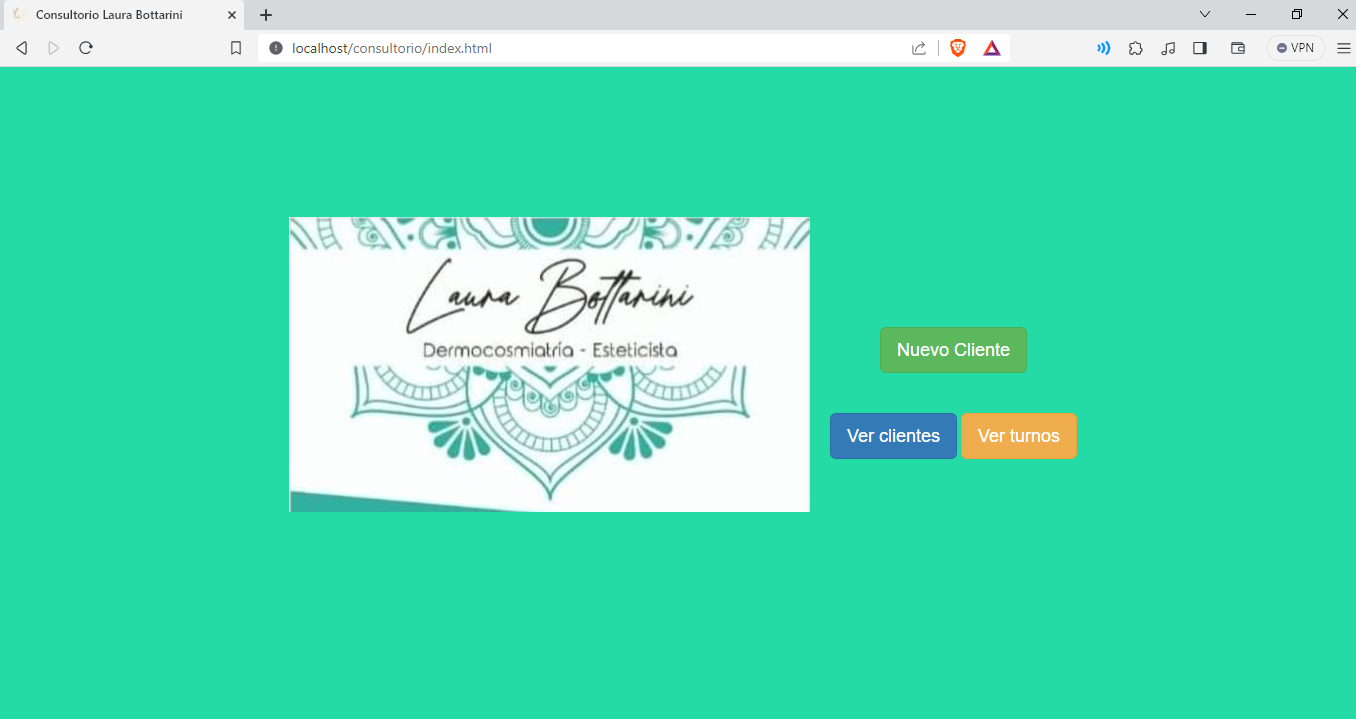 Consultorio Laura Bottarini
localhost/consultorio/index.html
VPN
Laura Bottarini
Dermocosmiatría - Esteticista
Nuevo Cliente
Ver clientes
Ver turnos